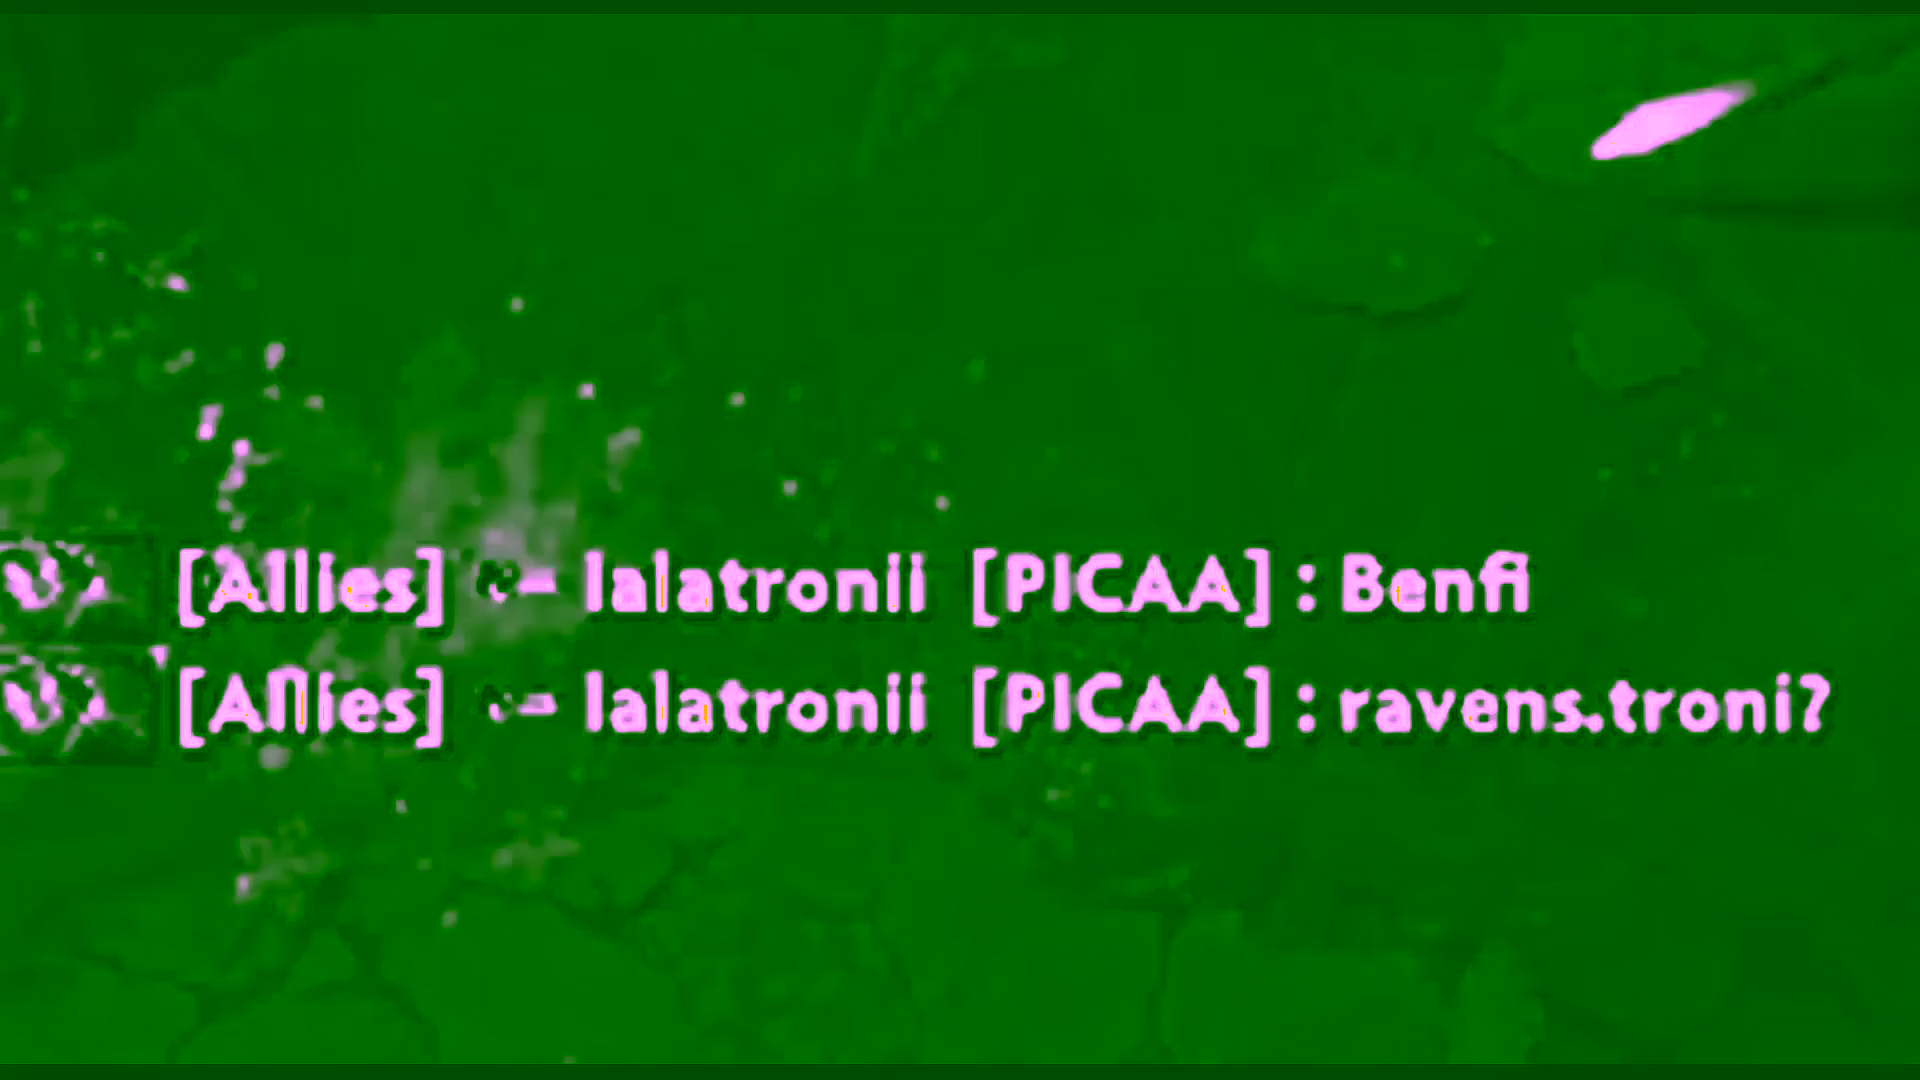 [Allies] lalatronii [PICAA] : Benfi
[Allies] lalatronii [PICAA] : ravens.troni?